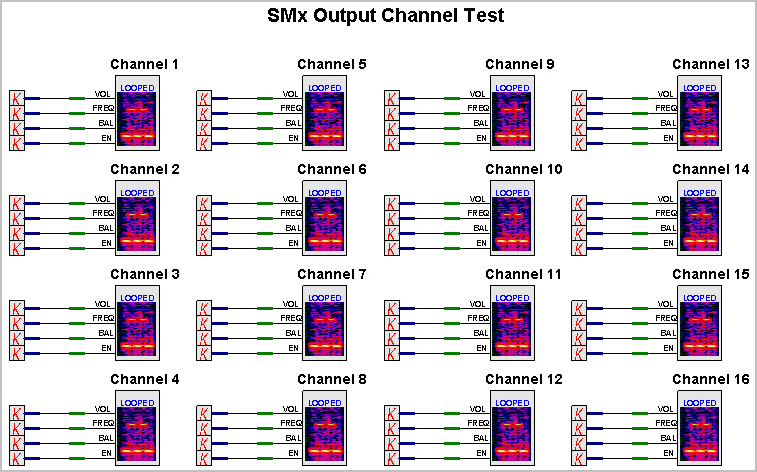 SMx Output Channel Test
Channel 1
LOOPED
K VOL
K FREQ
K BAL
K EN
Channel 2
LOOPED
K VOL
K FREQ
K BAL
K EN
Channel 3
LOOPED
K VOL
K FREQ
K BAL
K EN
Channel 4
LOOPED
K VOL
K FREQ
K BAL
K EN
Channel 5
LOOPED
K VOL
K FREQ
K BAL
K EN
Channel 6
LOOPED
K VOL
K FREQ
K BAL
K EN
Channel 7
LOOPED
K VOL
K FREQ
K BAL
K EN
Channel 8
LOOPED
K VOL
K FREQ
K BAL
K EN
Channel 9
LOOPED
K VOL
K FREQ
K BAL
K EN
Channel 10
LOOPED
K VOL
K FREQ
K BAL
K EN
Channel 11
LOOPED
K VOL
K FREQ
K BAL
K EN
Channel 12
LOOPED
K VOL
K FREQ
K BAL
K EN
Channel 13
LOOPED
K VOL
K FREQ
K BAL
K EN
Channel 14
LOOPED
K VOL
K FREQ
K BAL
K EN
Channel 15
LOOPED
K VOL
K FREQ
K BAL
K EN
Channel 16
LOOPED
K VOL
K FREQ
K BAL
K EN